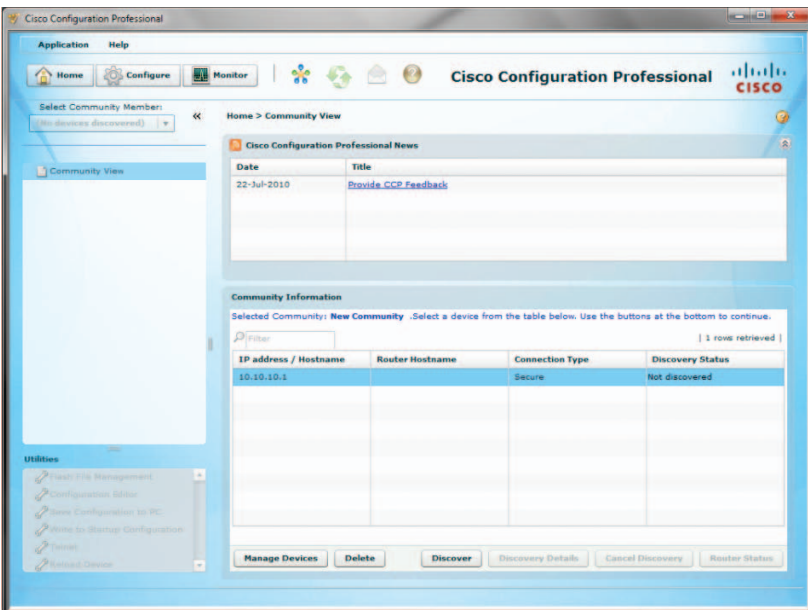 Cisco Configuration Professional
Application Help
Home Configure Monitor Cisco Configuration Professional CISCO
Select Community Member:
(No devices discovered)
Home > Community View
Community View
Cisco Configuration Professional News
Date Title
22-Jul-2010 Provide CCP Feedback
Community Information
Selected Community: New Community .Select a device from the table below. Use the buttons at the bottom to continue.
Filter | 1 rows retrieved |
IP address / Hostname Router Hostname Connection Type Discovery Status
10.10.10.1 Secure Not discovered
Utilities
Flash File Management
Configuration Editor
Save Configuration to PC
Write to Startup Configuration
Telnet
Reload Device
Manage Devices Delete Discover Discovery Details Cancel Discovery Router Status